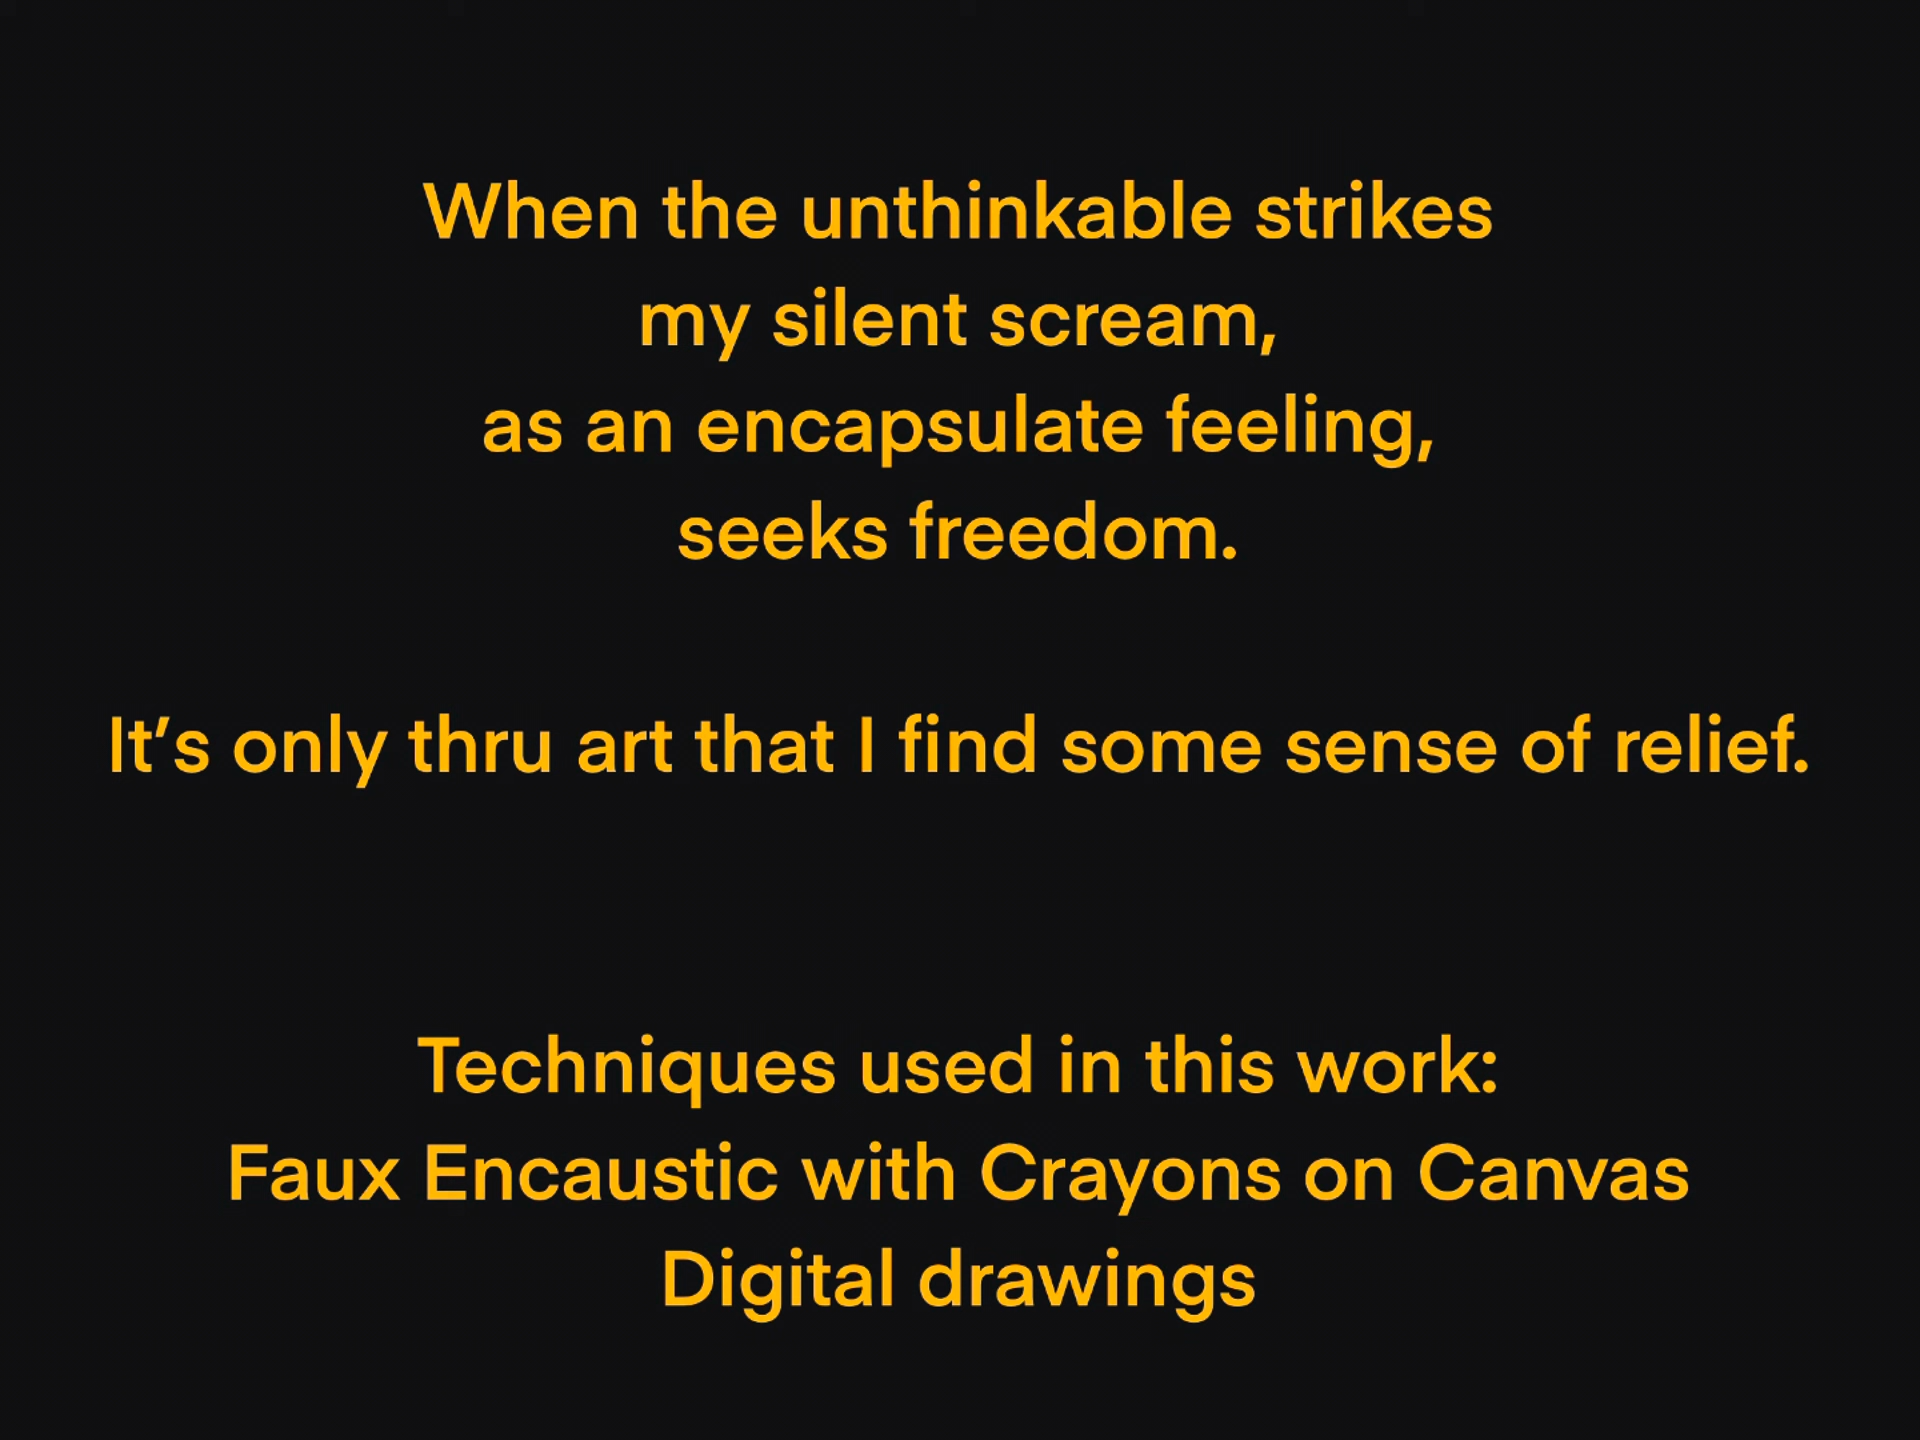 When the unthinkable strikes
my silent scream,
as an encapsulate feeling,
seeks freedom.
It’s only thru art that I find some sense of relief.
Techniques used in this work:
Faux Encaustic with Crayons on Canvas
Digital drawings